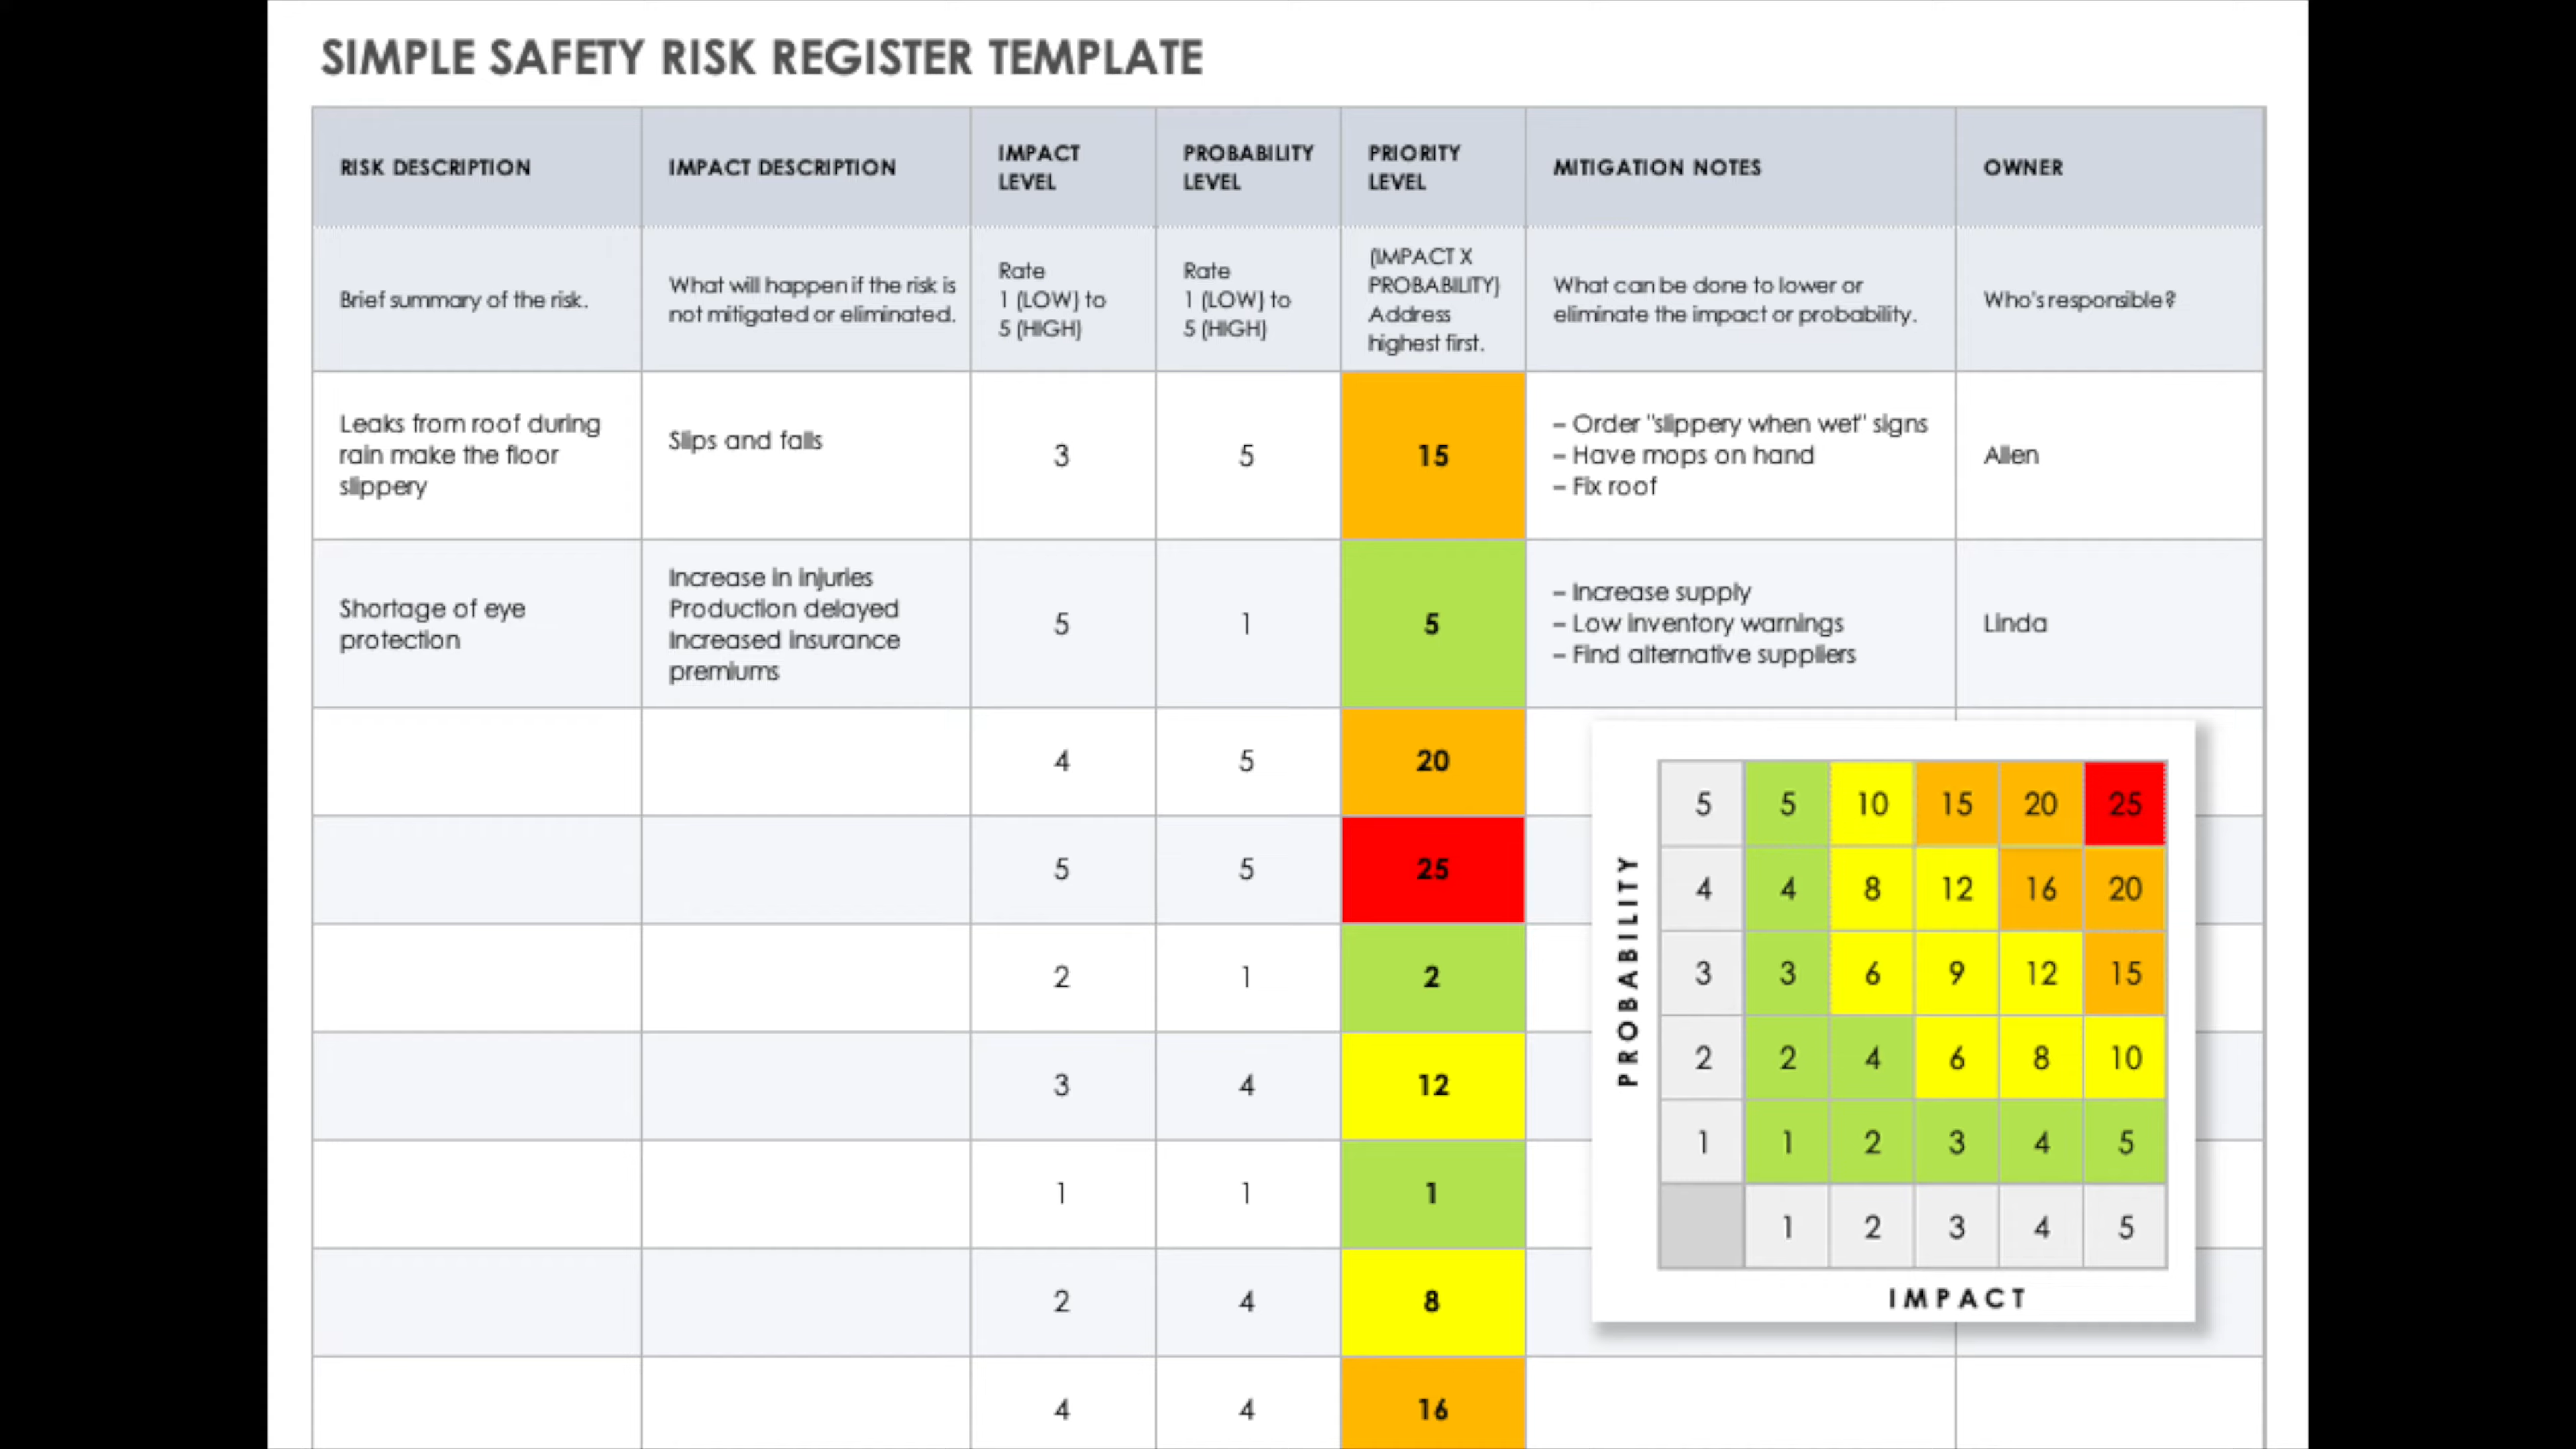 SIMPLE SAFETY RISK REGISTER TEMPLATE
RISK DESCRIPTION
IMPACT DESCRIPTION
IMPACT
LEVEL
PROBABILITY
LEVEL
PRIORITY
LEVEL
MITIGATION NOTES
OWNER
Brief summary of the risk.
What will happen if the risk is
not mitigated or eliminated.
Rate
1 (LOW) to
5 (HIGH)
Rate
1 (LOW) to
5 (HIGH)
(IMPACT X
PROBABILITY)
Address
highest first.
What can be done to lower or
eliminate the impact or probability.
Who's responsible?
Leaks from roof during
rain make the floor
slippery
Slips and falls
3
5
15
– Order "slippery when wet" signs
– Have mops on hand
– Fix roof
Allen
Shortage of eye
protection
Increase in injuries
Production delayed
Increased insurance
premiums
5
1
5
– Increase supply
– Low inventory warnings
– Find alternative suppliers
Linda
4 5 20
5 5 25
2 1 2
3 4 12
1 1 1
2 4 8
4 4 16
PROBABILITY
5 5 10 15 20 25
4 4 8 12 16 20
3 3 6 9 12 15
2 2 4 6 8 10
1 1 2 3 4 5
1 2 3 4 5
IMPACT